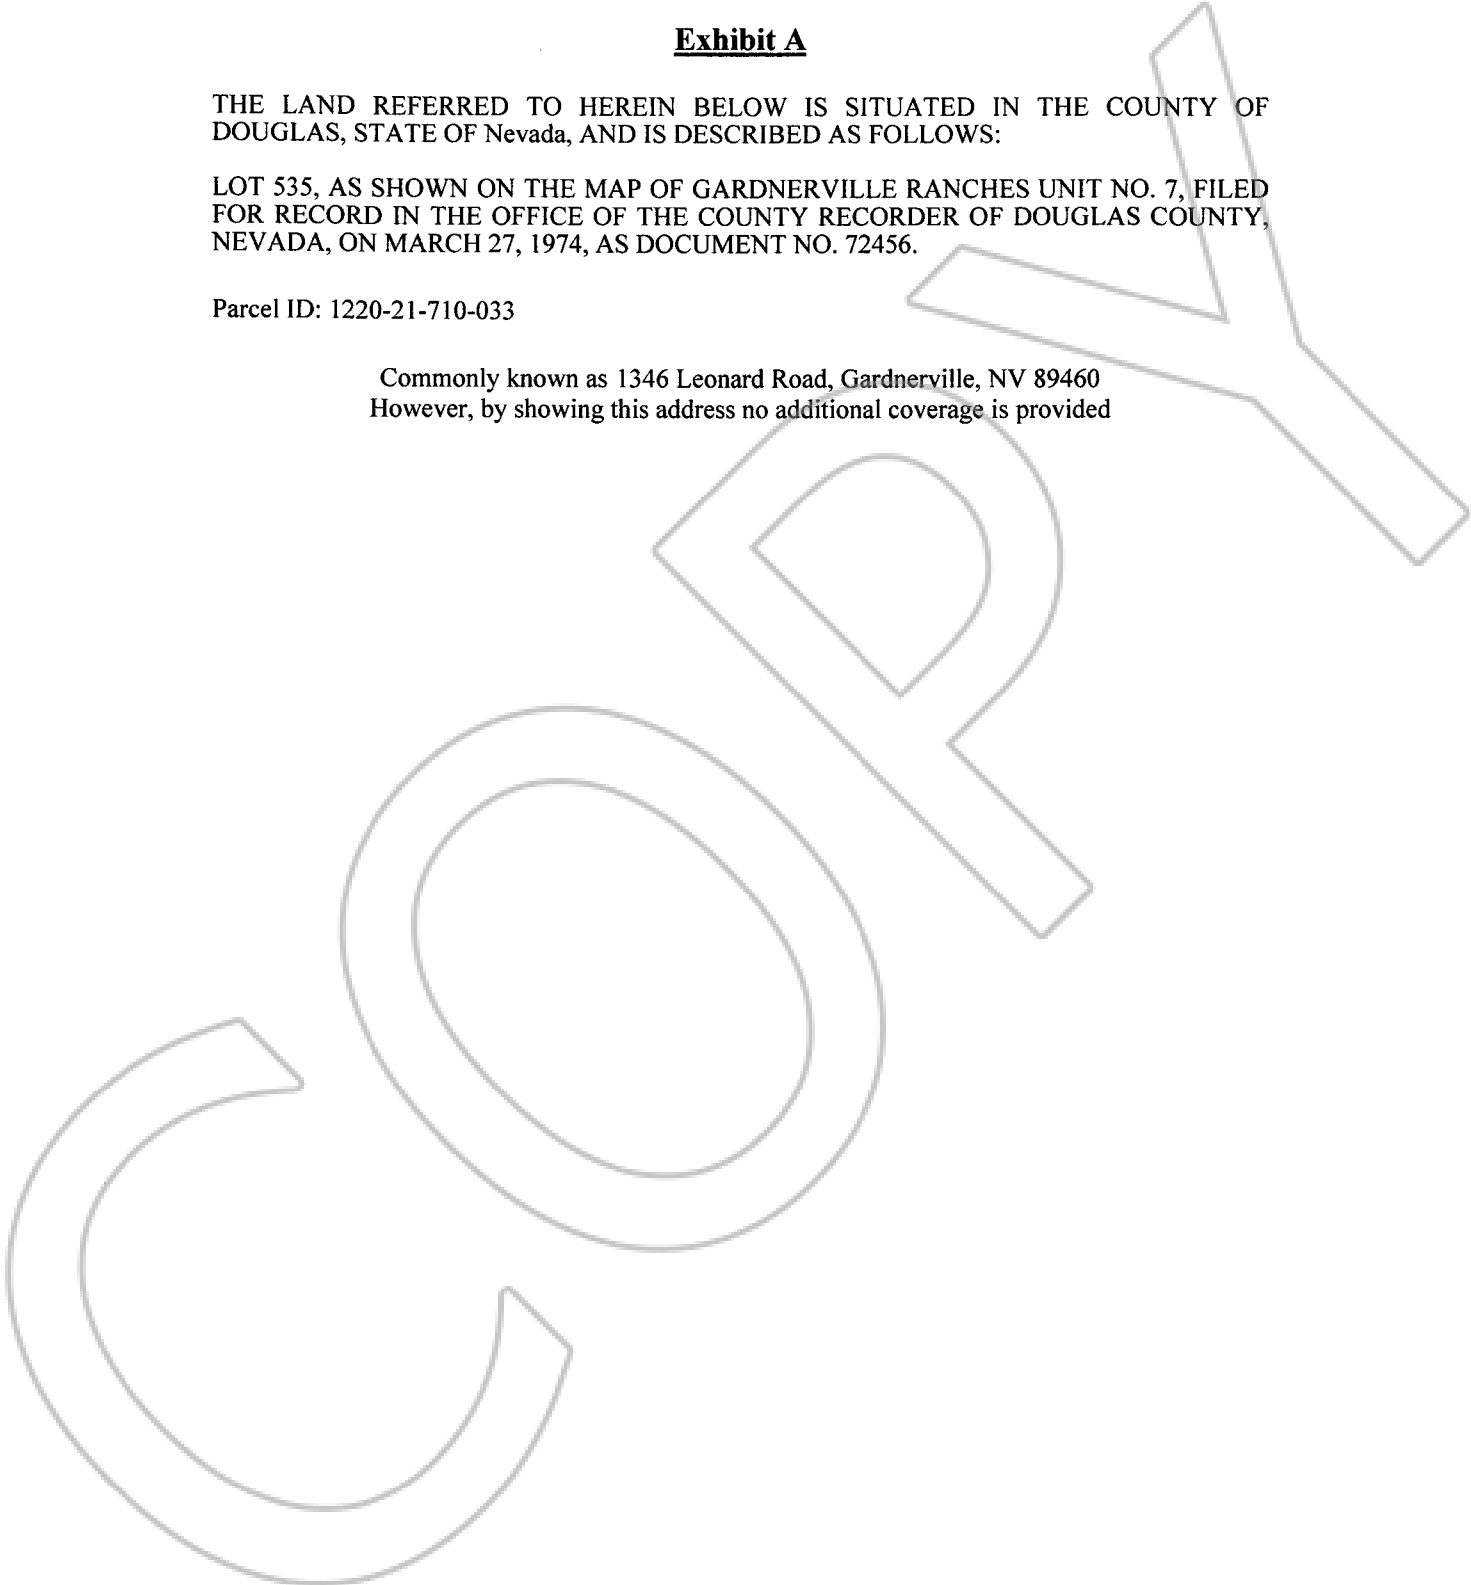 Exhibit A
THE LAND REFERRED TO HEREIN BELOW IS SITUATED IN THE COUNTY OF
DOUGLAS, STATE OF Nevada, AND IS DESCRIBED AS FOLLOWS:
LOT 535, AS SHOWN ON THE MAP OF GARDNERVILLE RANCHES UNIT NO. 7, FILED
FOR RECORD IN THE OFFICE OF THE COUNTY RECORDER OF DOUGLAS COUNTY,
NEVADA, ON MARCH 27, 1974, AS DOCUMENT NO. 72456.
Parcel ID: 1220-21-710-033
Commonly known as 1346 Leonard Road, Gardnerville, NV 89460
However, by showing this address no additional coverage is provided
COPY